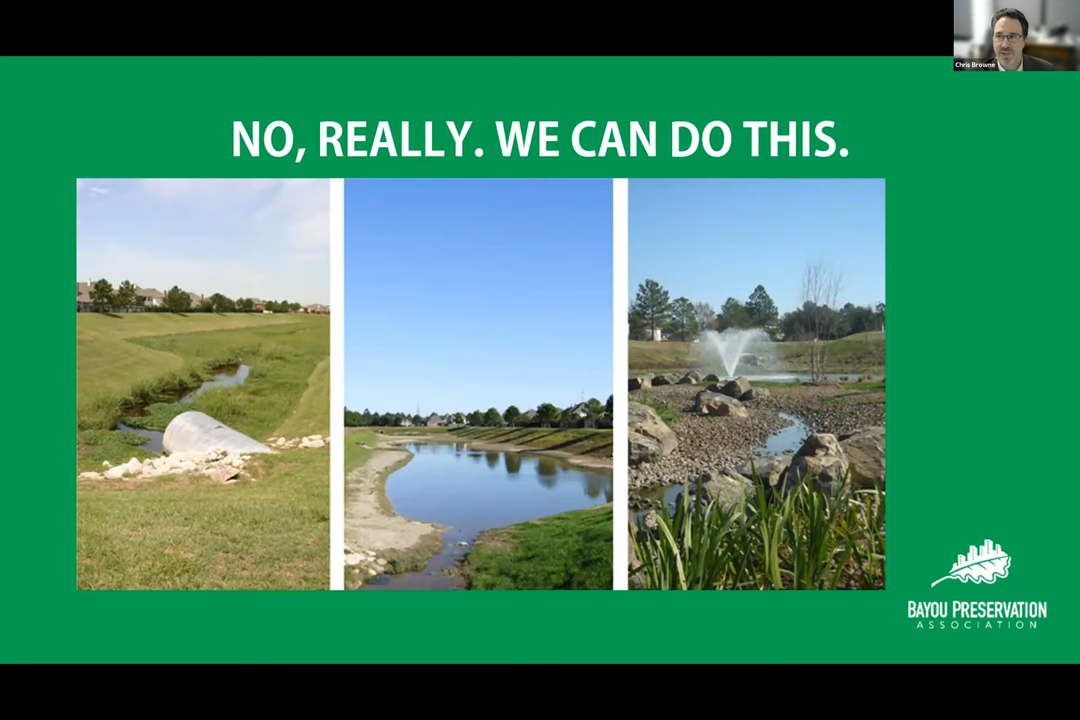 Chris Browne
NO, REALLY. WE CAN DO THIS.
BAYOU PRESERVATION
ASSOCIATION